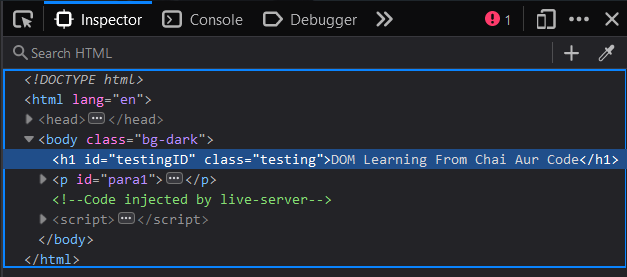 Inspector Console Debugger 1
Search HTML
<!DOCTYPE html>
<html lang="en">
<head>...</head>
<body class="bg-dark">
<h1 id="testingID" class="testing">DOM Learning From Chai Aur Code</h1>
<p id="para1">...</p>
<!--Code injected by live-server-->
<script>...</script>
</body>
</html>